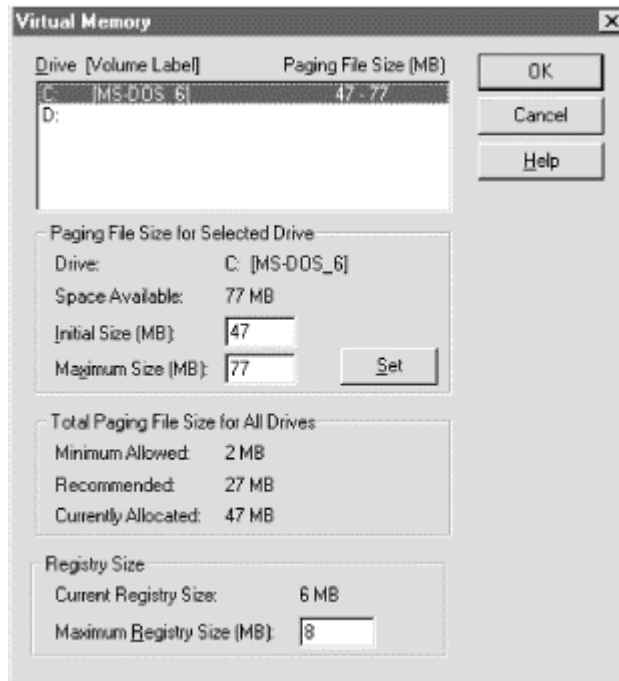 Virtual Memory
Drive [Volume Label] Paging File Size (MB)
C: [MS-DOS_6] 47 - 77
D:
OK
Cancel
Help
Paging File Size for Selected Drive
Drive: C: [MS-DOS_6]
Space Available: 77 MB
Initial Size (MB): 47
Maximum Size (MB): 77
Set
Total Paging File Size for All Drives
Minimum Allowed: 2 MB
Recommended: 27 MB
Currently Allocated: 47 MB
Registry Size
Current Registry Size: 6 MB
Maximum Registry Size (MB): 8